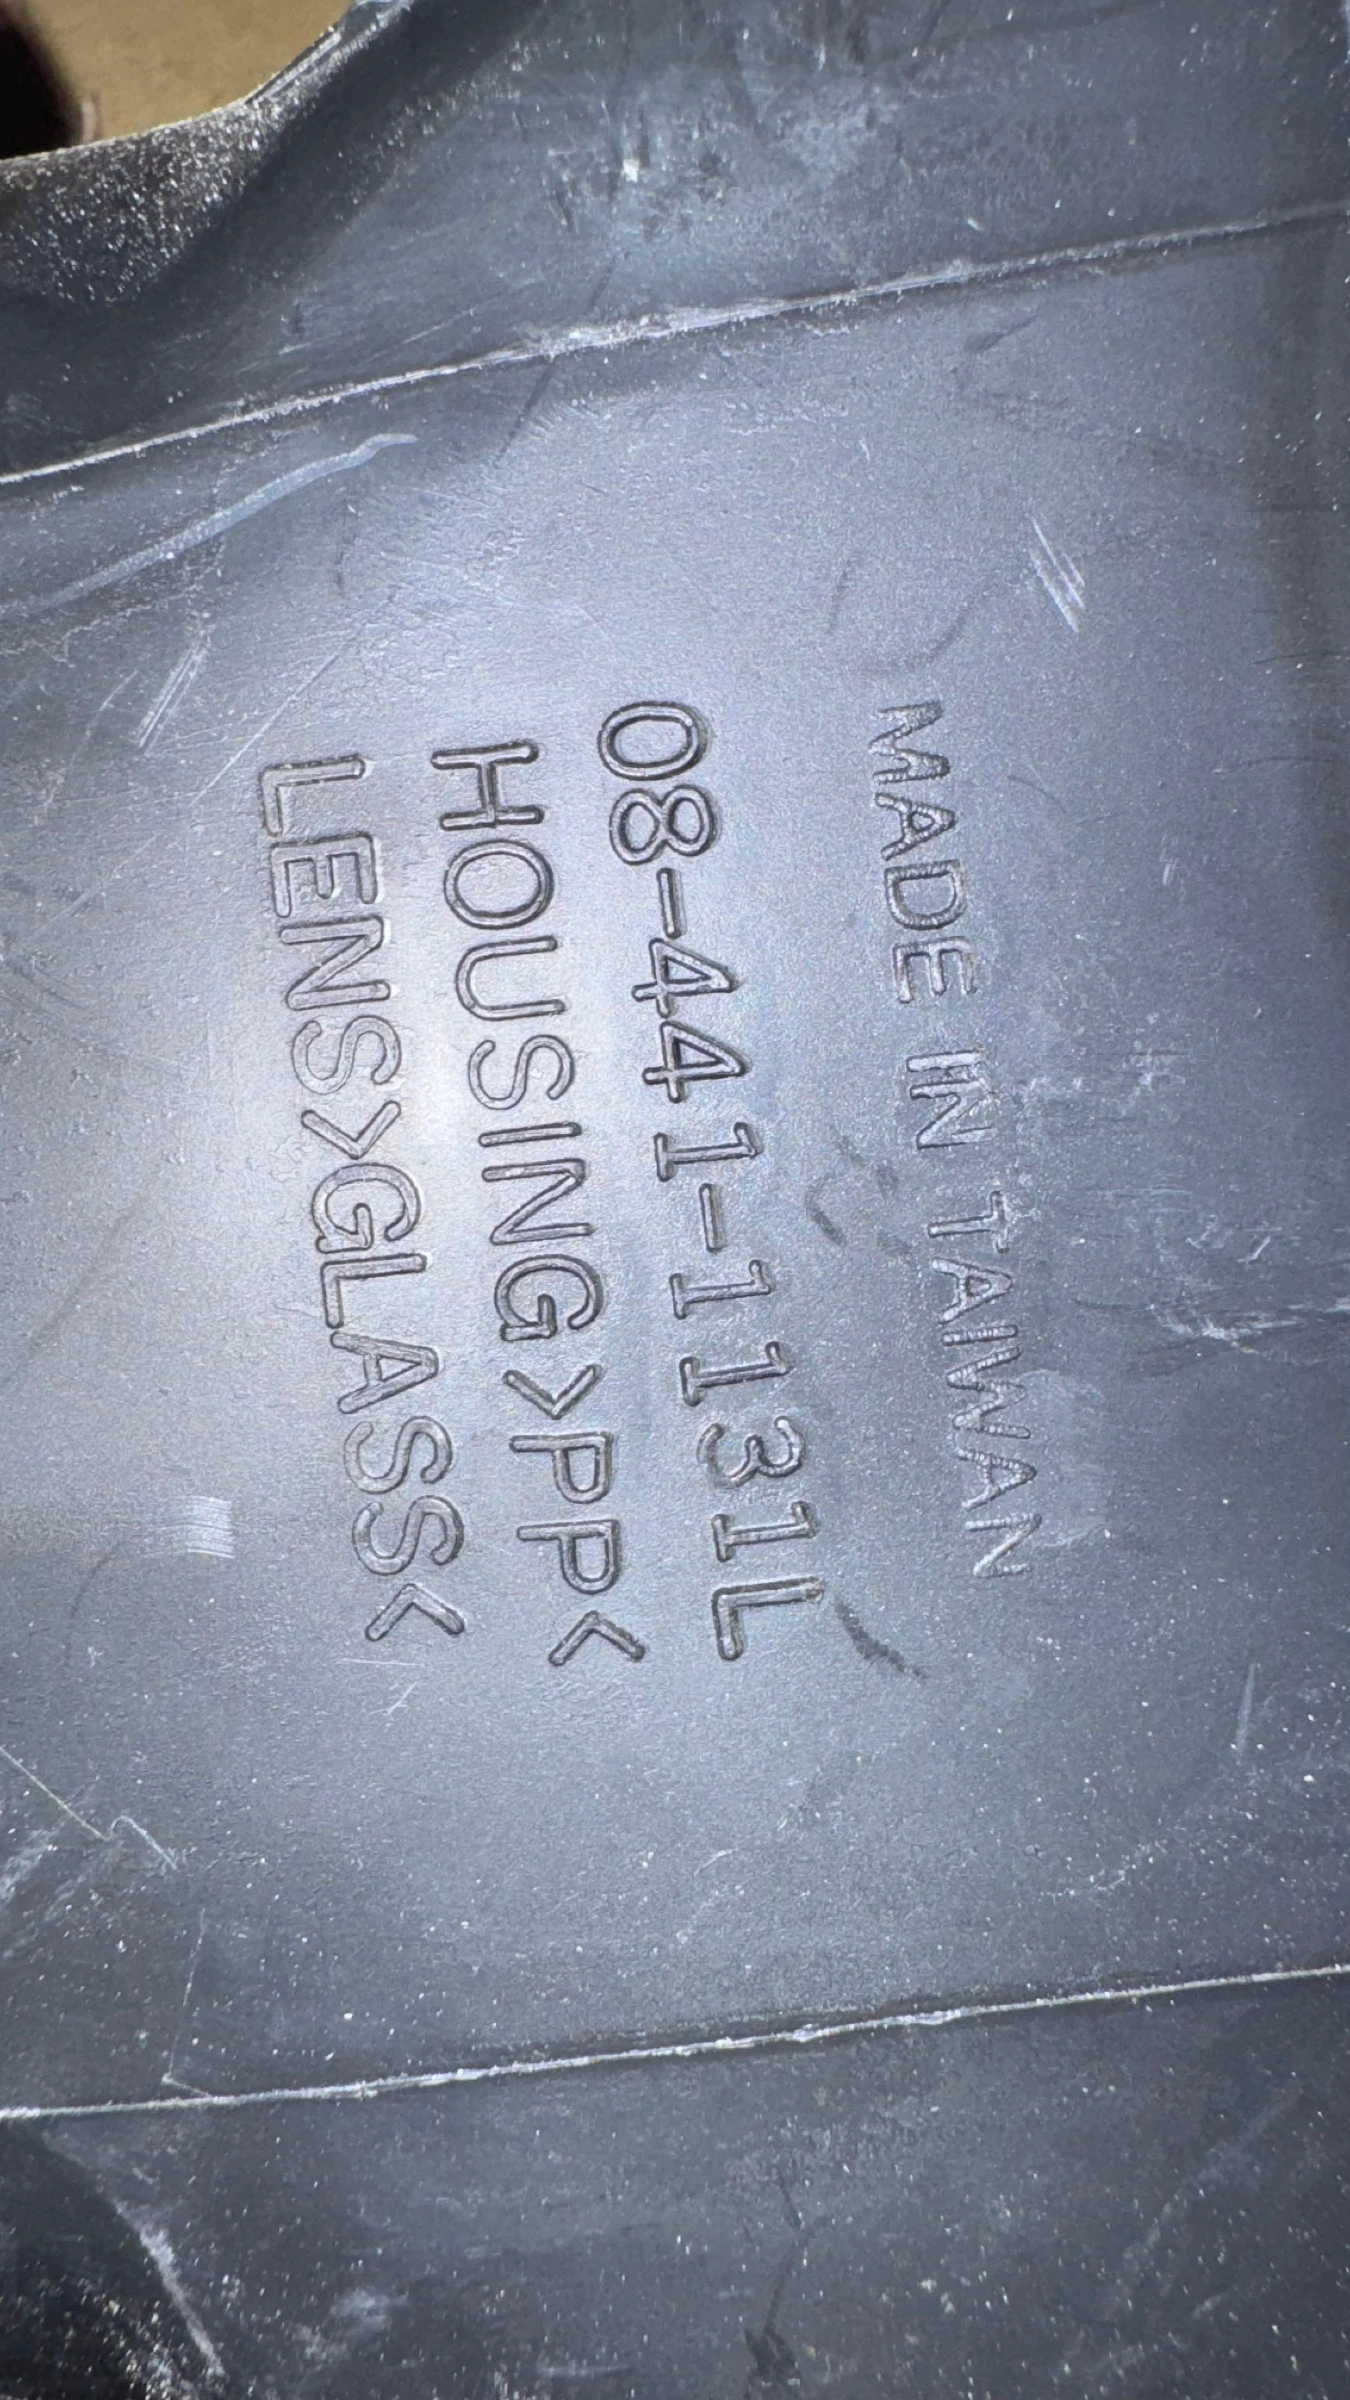 MADE IN TAIWAN
08-441-1131L
HOUSING>PP<
LENS>GLASS<